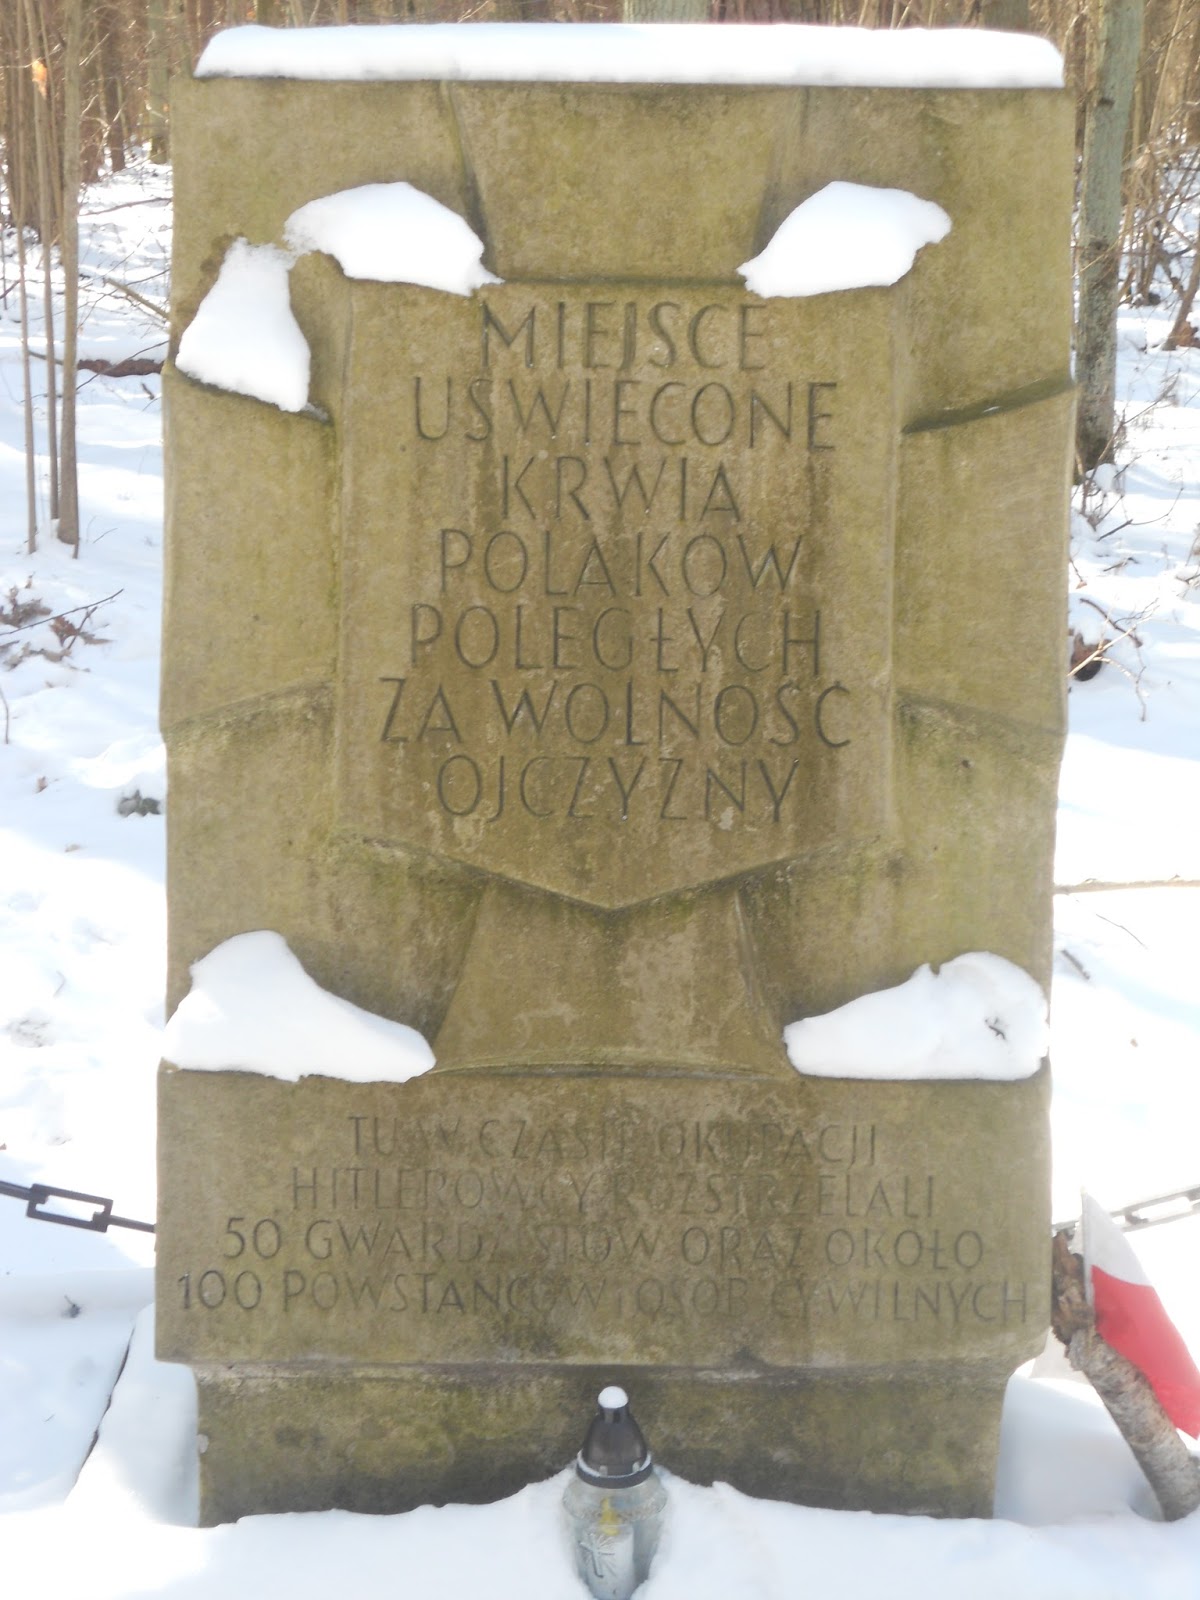 MIEJSCE
UŚWIĘCONE
KRWIĄ
POLAKÓW
POLEGŁYCH
ZA WOLNOŚĆ
OJCZYZNY
TU W CZASIE OKUPACJI
HITLEROWCY ROZSTRZELALI
50 GWARDZISTÓW ORAZ OKOŁO
100 POWSTAŃCÓW I OSÓB CYWILNYCH